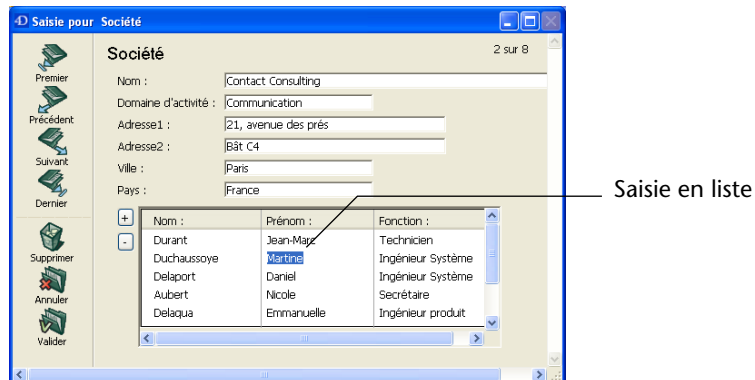 4D Saisie pour Société
Premier
Précédent
Suivant
Dernier
Supprimer
Annuler
Valider
Société
2 sur 8
Nom :
Contact Consulting
Domaine d'activité :
Communication
Adresse1 :
21, avenue des prés
Adresse2 :
Bât C4
Ville :
Paris
Pays :
France
+
-
Nom : Prénom : Fonction :
Durant Jean-Marc Technicien
Duchaussoye Martine Ingénieur Système
Delaport Daniel Ingénieur Système
Aubert Nicole Secrétaire
Delaqua Emmanuelle Ingénieur produit
Saisie en liste